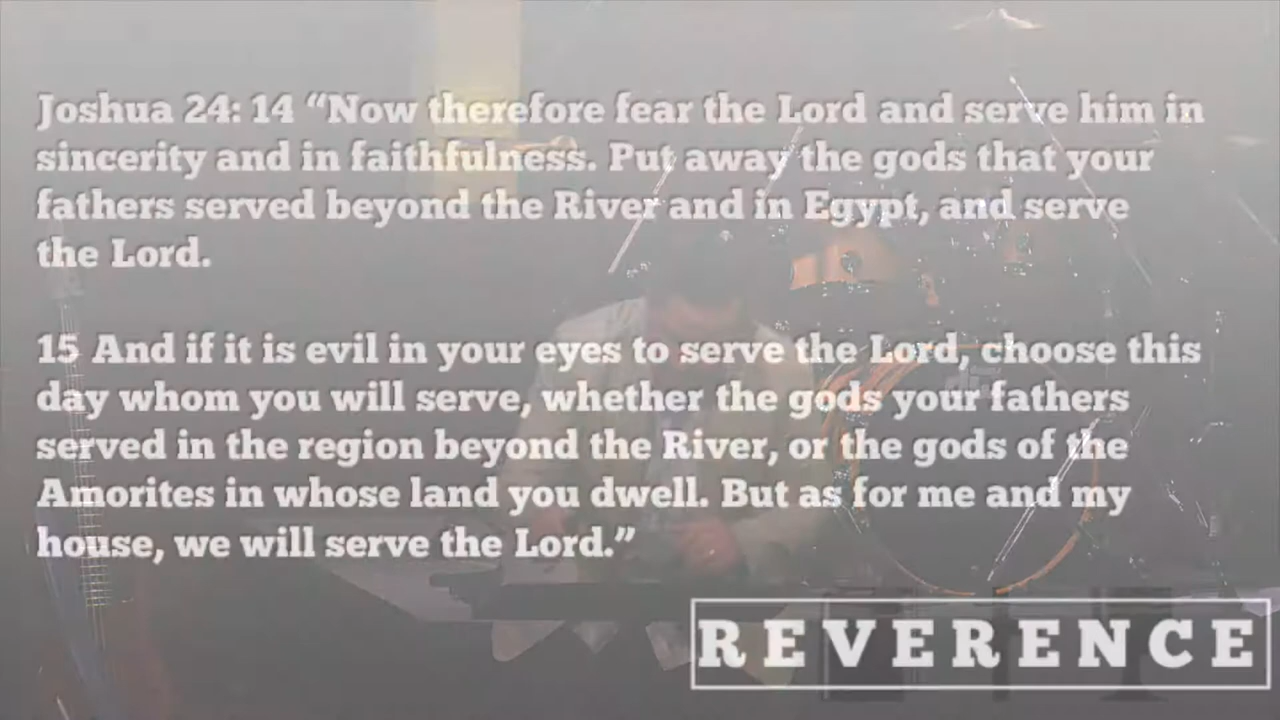 Joshua 24: 14 “Now therefore fear the Lord and serve him in
sincerity and in faithfulness. Put away the gods that your
fathers served beyond the River and in Egypt, and serve
the Lord.
15 And if it is evil in your eyes to serve the Lord, choose this
day whom you will serve, whether the gods your fathers
served in the region beyond the River, or the gods of the
Amorites in whose land you dwell. But as for me and my
house, we will serve the Lord.”
REVERENCE